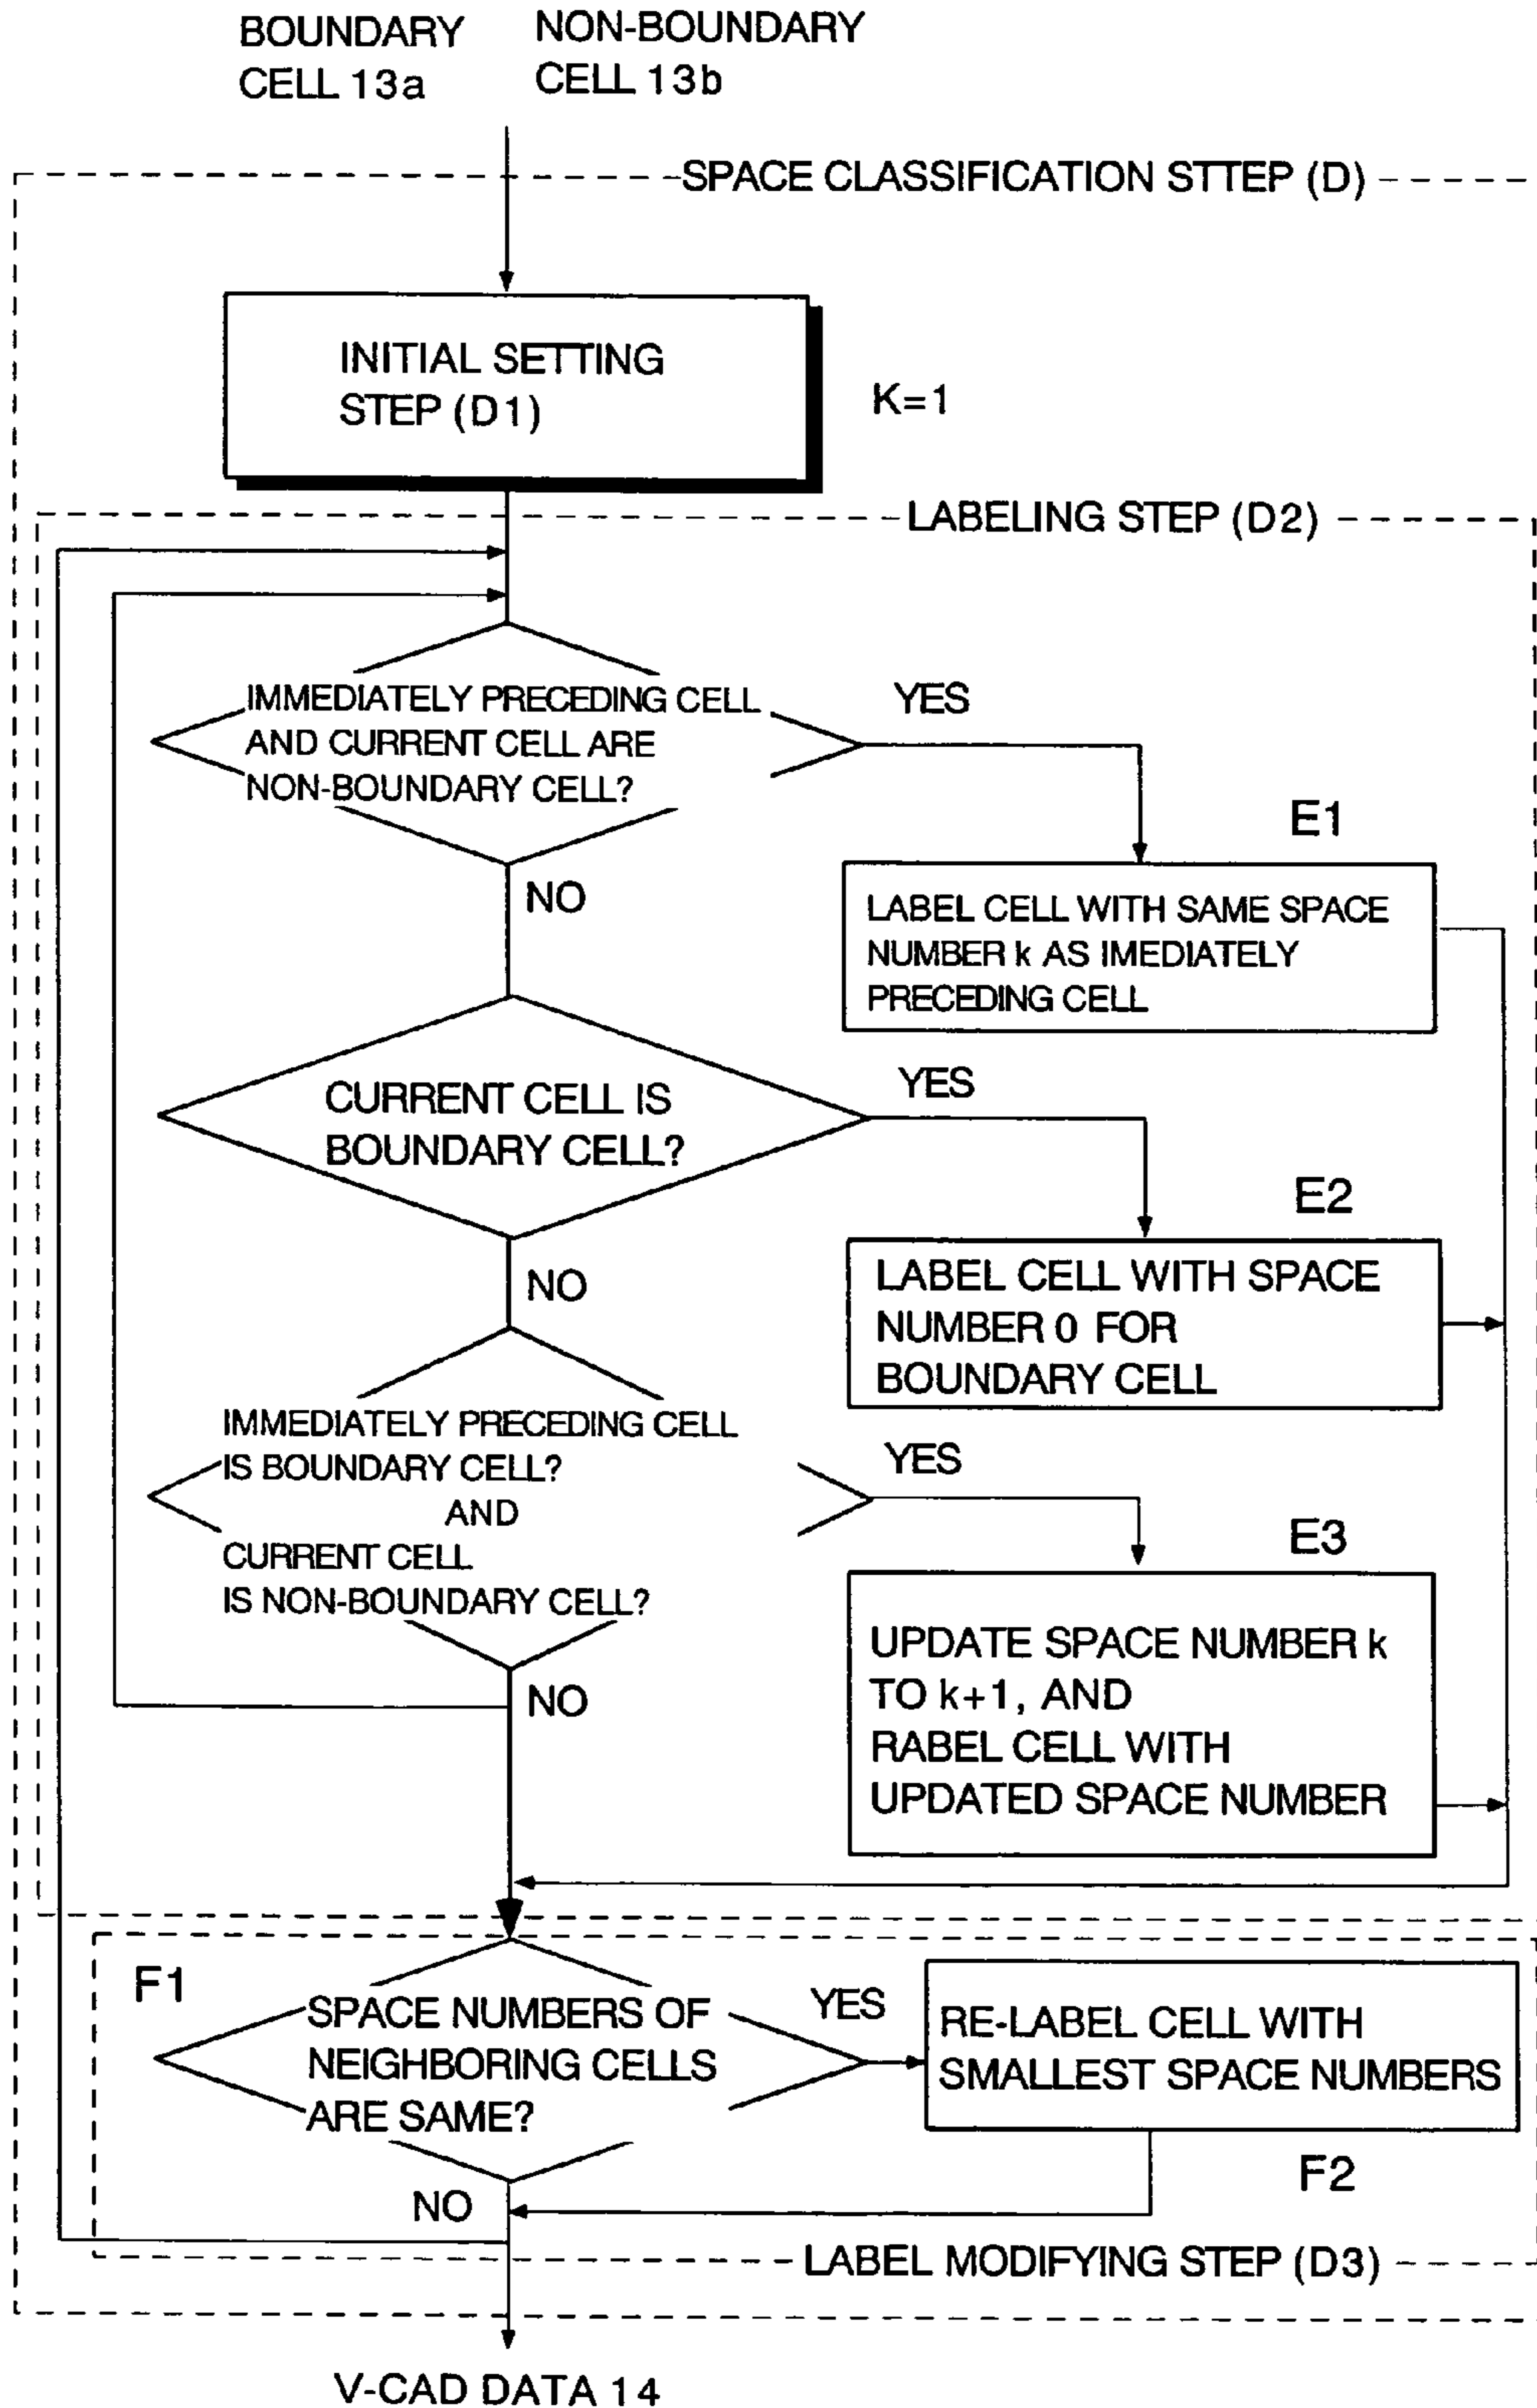 BOUNDARY
CELL 13a
NON-BOUNDARY
CELL 13b
SPACE CLASSIFICATION STTEP (D)
INITIAL SETTING
STEP (D1)
K=1
LABELING STEP (D2)
IMMEDIATELY PRECEDING CELL
AND CURRENT CELL ARE
NON-BOUNDARY CELL?
YES
NO
E1
LABEL CELL WITH SAME SPACE
NUMBER k AS IMEDIATELY
PRECEDING CELL
CURRENT CELL IS
BOUNDARY CELL?
YES
NO
E2
LABEL CELL WITH SPACE
NUMBER 0 FOR
BOUNDARY CELL
IMMEDIATELY PRECEDING CELL
IS BOUNDARY CELL?
AND
CURRENT CELL
IS NON-BOUNDARY CELL?
YES
NO
E3
UPDATE SPACE NUMBER k
TO k+1, AND
RABEL CELL WITH
UPDATED SPACE NUMBER
F1
SPACE NUMBERS OF
NEIGHBORING CELLS
ARE SAME?
YES
RE-LABEL CELL WITH
SMALLEST SPACE NUMBERS
F2
NO
LABEL MODIFYING STEP (D3)
V-CAD DATA 14